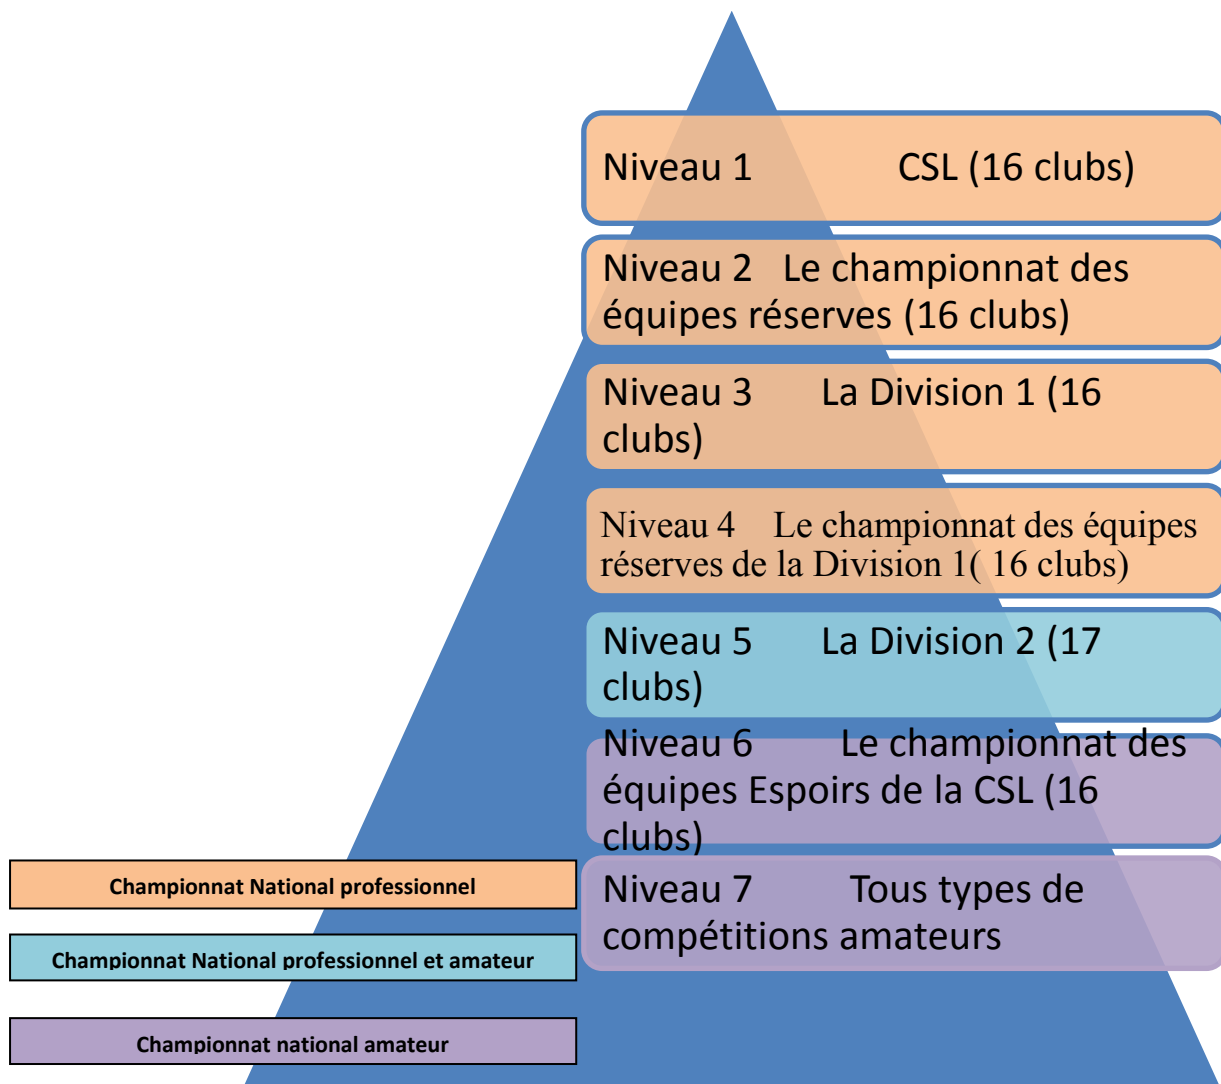 Niveau 1 CSL (16 clubs)
Niveau 2 Le championnat des
équipes réserves (16 clubs)
Niveau 3 La Division 1 (16
clubs)
Niveau 4 Le championnat des équipes
réserves de la Division 1( 16 clubs)
Niveau 5 La Division 2 (17
clubs)
Niveau 6 Le championnat des
équipes Espoirs de la CSL (16
clubs)
Niveau 7 Tous types de
compétitions amateurs
Championnat National professionnel
Championnat National professionnel et amateur
Championnat national amateur